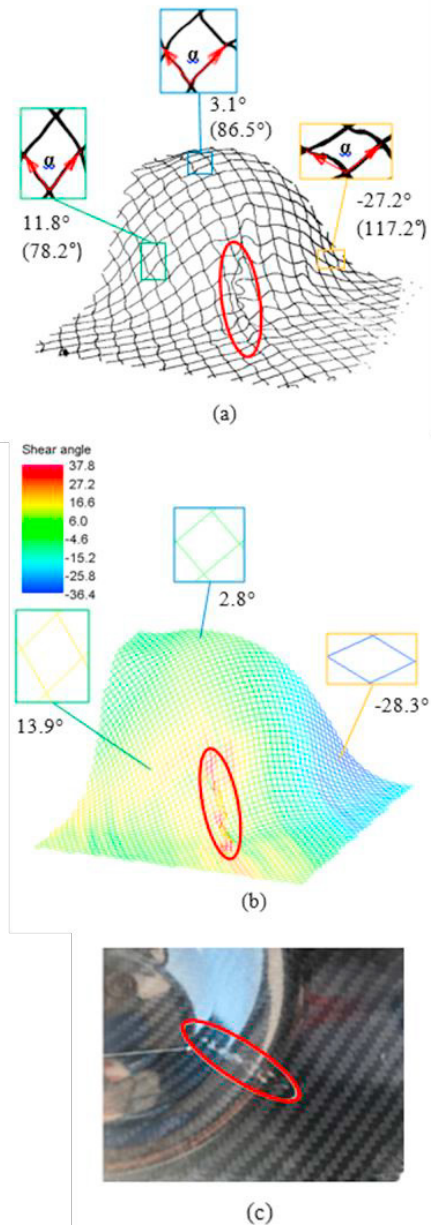 α
3.1°
(86.5°)
α
11.8°
(78.2°)
α
-27.2°
(117.2°)
(a)
Shear angle
37.8
27.2
16.6
6.0
-4.6
-15.2
-25.8
-36.4
2.8°
13.9°
-28.3°
(b)
(c)